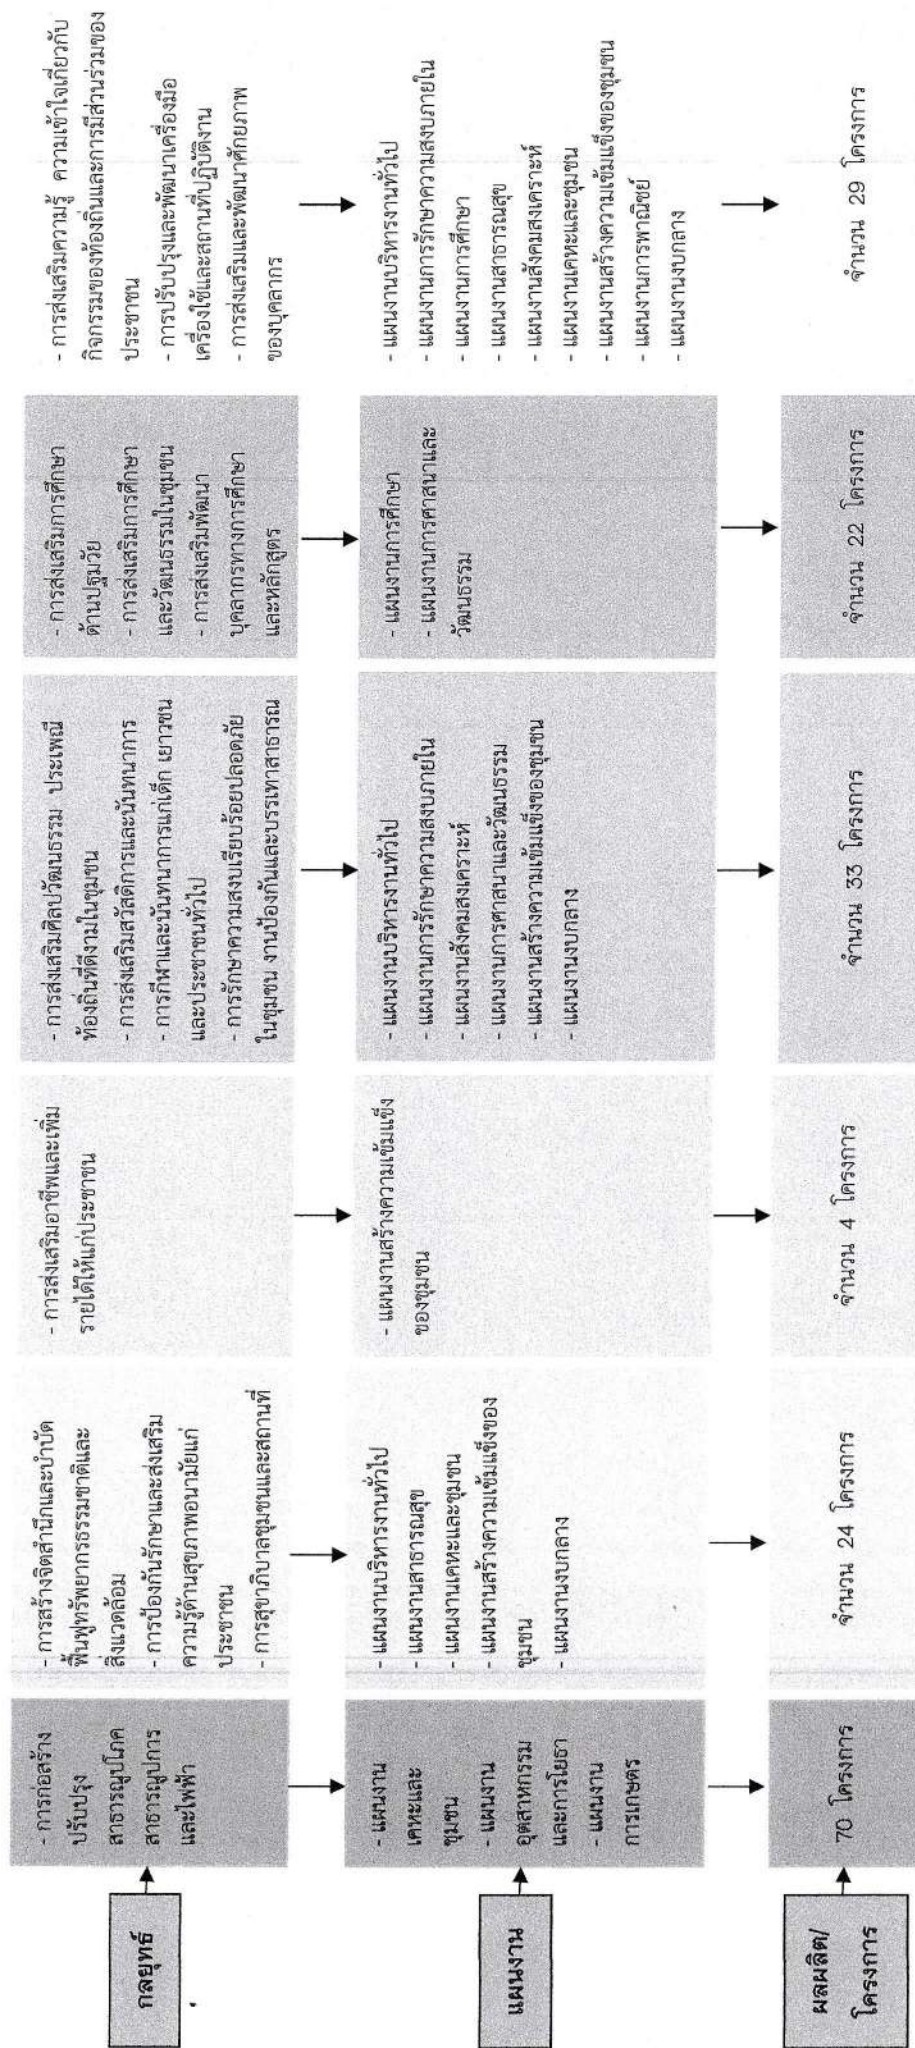 กลยุทธ์
- การก่อสร้าง
ปรับปรุง
สาธารณูปโภค
สาธารณูปการ
และไฟฟ้า
- การสร้างจิตสำนึกและบำบัด
ฟื้นฟูทรัพยากรธรรมชาติและ
สิ่งแวดล้อม
- การป้องกันรักษาและส่งเสริม
ความรู้ด้านสุขภาพอนามัยแก่
ประชาชน
- การสุขาภิบาลชุมชนและสถานที่
- การส่งเสริมอาชีพและเพิ่ม
รายได้ให้แก่ประชาชน
- การส่งเสริมศิลปวัฒนธรรม ประเพณี
ท้องถิ่นที่ดีงามในชุมชน
- การส่งเสริมสวัสดิการและนันทนาการ
- การกีฬาและนันทนาการแก่เด็ก เยาวชน
และประชาชนทั่วไป
- การรักษาความสงบเรียบร้อยปลอดภัย
ในชุมชน งานป้องกันและบรรเทาสาธารณ
- การส่งเสริมการศึกษา
ด้านปฐมวัย
- การส่งเสริมการศึกษา
และวัฒนธรรมในชุมชน
- การส่งเสริมพัฒนา
บุคลากรทางการศึกษา
และหลักสูตร
- การส่งเสริมความรู้ ความเข้าใจเกี่ยวกับ
กิจกรรมของท้องถิ่นและการมีส่วนร่วมของ
ประชาชน
- การปรับปรุงและพัฒนาเครื่องมือ
เครื่องใช้และสถานที่ปฏิบัติงาน
- การส่งเสริมและพัฒนาศักยภาพ
ของบุคลากร
แผนงาน
- แผนงาน
เคหะและ
ชุมชน
- แผนงาน
อุตสาหกรรม
และการโยธา
- แผนงาน
การเกษตร
- แผนงานบริหารงานทั่วไป
- แผนงานสาธารณสุข
- แผนงานเคหะและชุมชน
- แผนงานสร้างความเข้มแข็งของ
ชุมชน
- แผนงานงบกลาง
- แผนงานสร้างความเข้มแข็ง
ของชุมชน
- แผนงานบริหารงานทั่วไป
- แผนงานการรักษาความสงบภายใน
- แผนงานสังคมสงเคราะห์
- แผนงานการศาสนาและวัฒนธรรม
- แผนงานสร้างความเข้มแข็งของชุมชน
- แผนงานงบกลาง
- แผนงานการศึกษา
- แผนงานการศาสนาและ
วัฒนธรรม
- แผนงานบริหารงานทั่วไป
- แผนงานการรักษาความสงบภายใน
- แผนงานการศึกษา
- แผนงานสาธารณสุข
- แผนงานสังคมสงเคราะห์
- แผนงานเคหะและชุมชน
- แผนงานสร้างความเข้มแข็งของชุมชน
- แผนงานการพาณิชย์
- แผนงานงบกลาง
ผลผลิต/
โครงการ
70 โครงการ
จำนวน 24 โครงการ
จำนวน 4 โครงการ
จำนวน 33 โครงการ
จำนวน 22 โครงการ
จำนวน 29 โครงการ